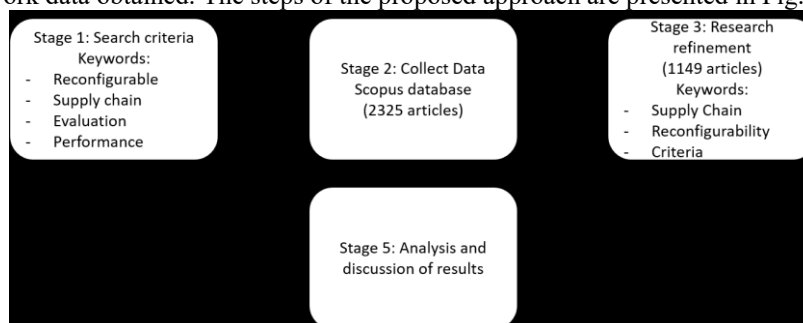 ork data obtained. The steps of the proposed approach are presented in Fig.
Stage 1: Search criteria
Keywords:
- Reconfigurable
- Supply chain
- Evaluation
- Performance
Stage 2: Collect Data
Scopus database
(2325 articles)
Stage 3: Research
refinement
(1149 articles)
Keywords:
- Supply Chain
- Reconfigurability
- Criteria
Stage 5: Analysis and
discussion of results